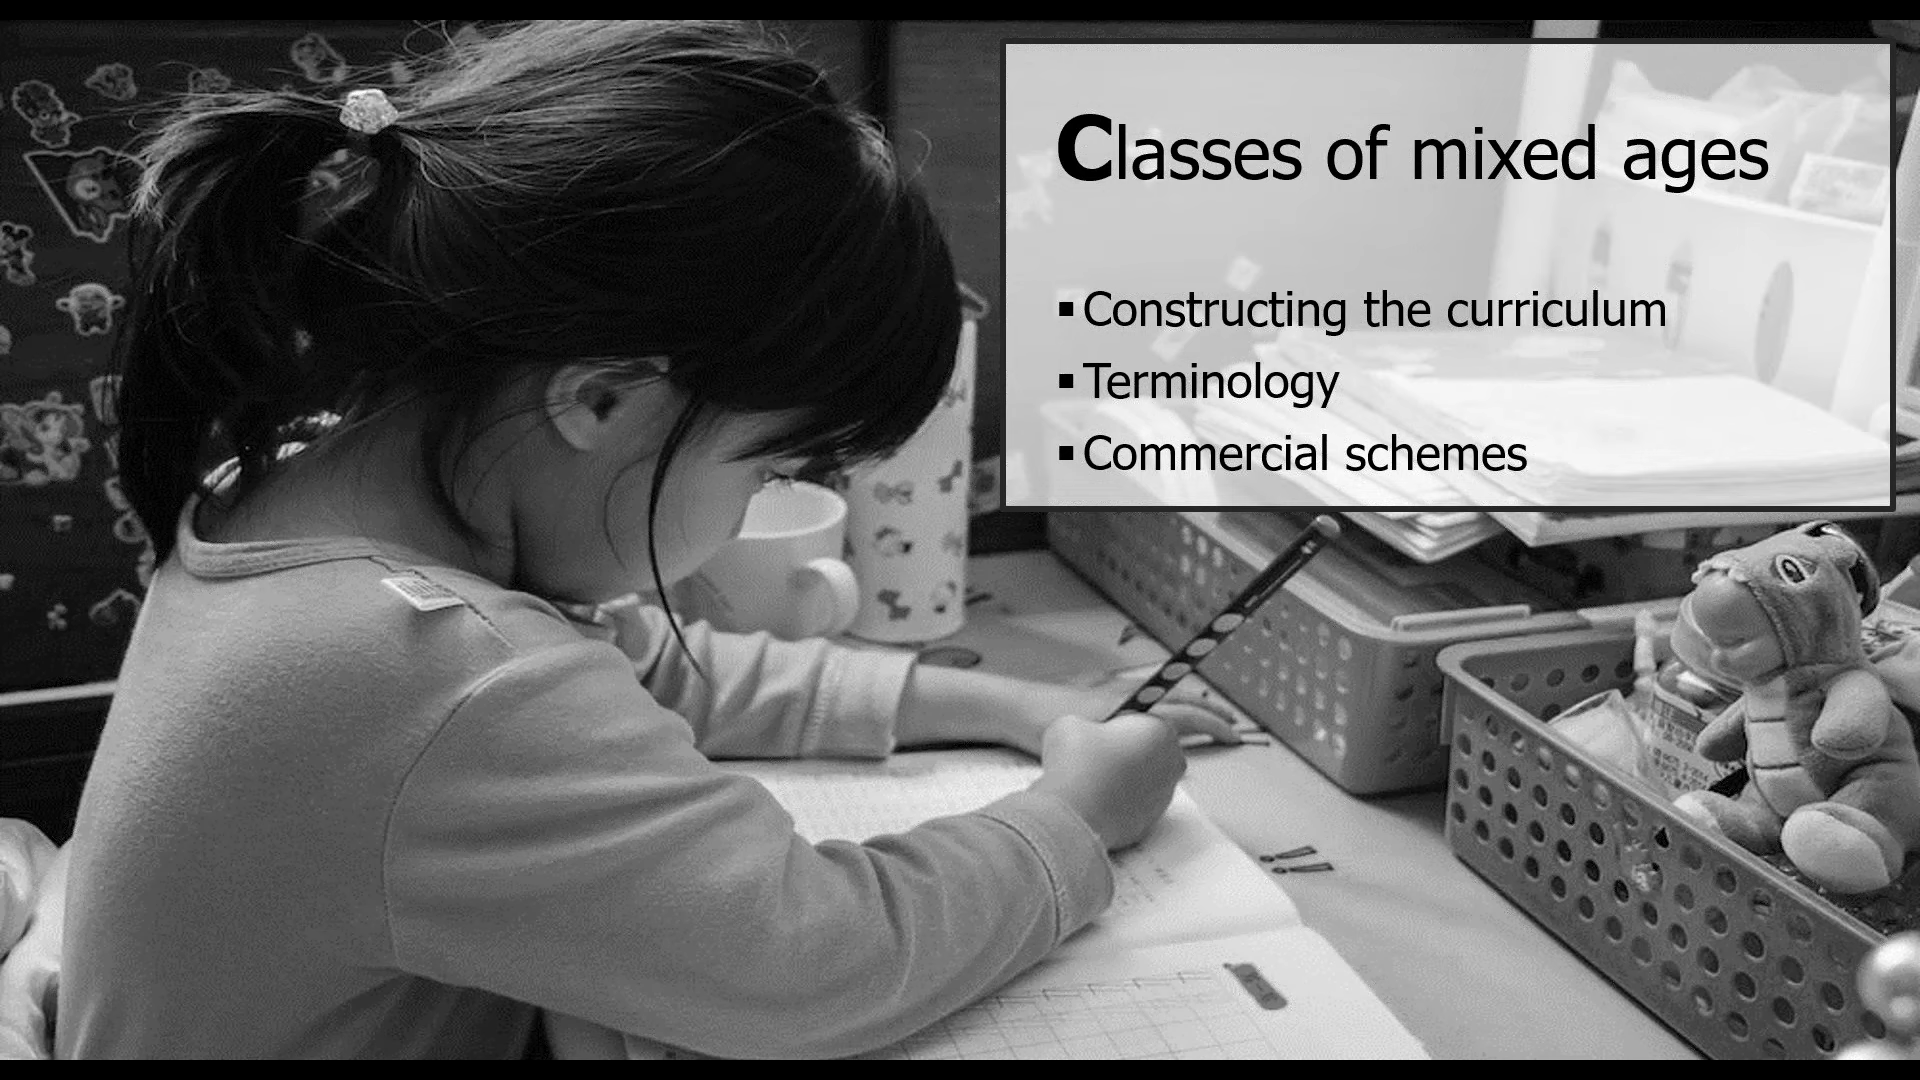 Classes of mixed ages
▪ Constructing the curriculum
▪ Terminology
▪ Commercial schemes